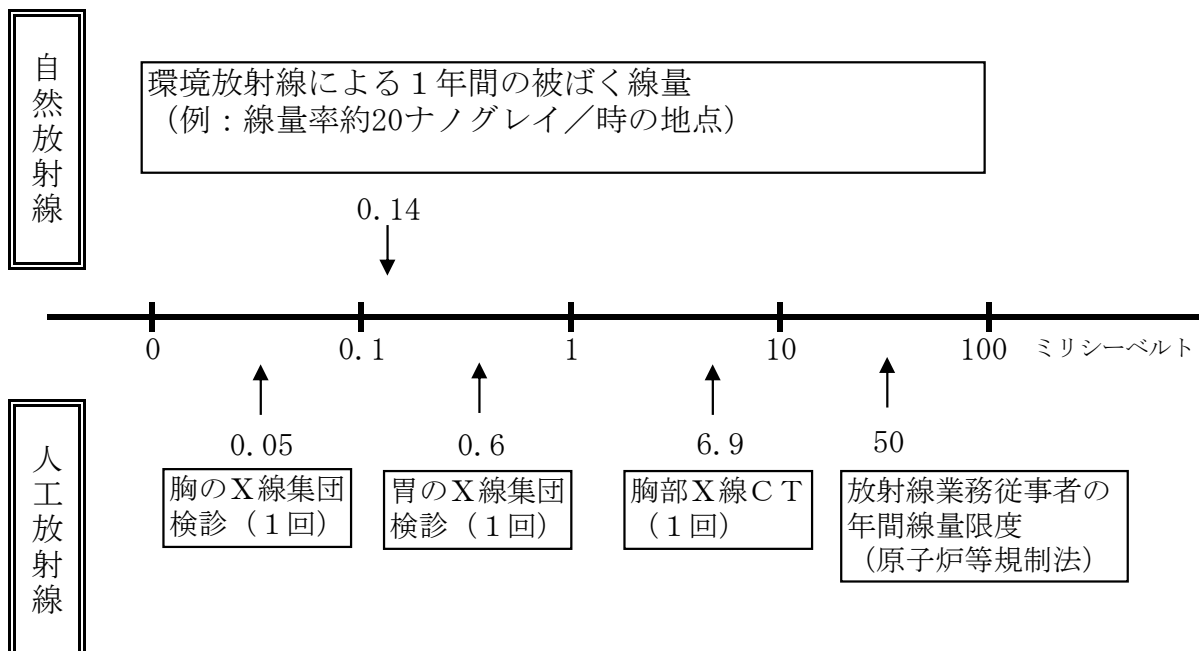 自然放射線
環境放射線による1年間の被ばく線量
(例:線量率約20ナノグレイ/時の地点)
0.14
0
0.1
1
10
100
ミリシーベルト
人工放射線
0.05
0.6
6.9
50
胸のX線集団
検診(1回)
胃のX線集団
検診(1回)
胸部X線CT
(1回)
放射線業務従事者の
年間線量限度
(原子炉等規制法)